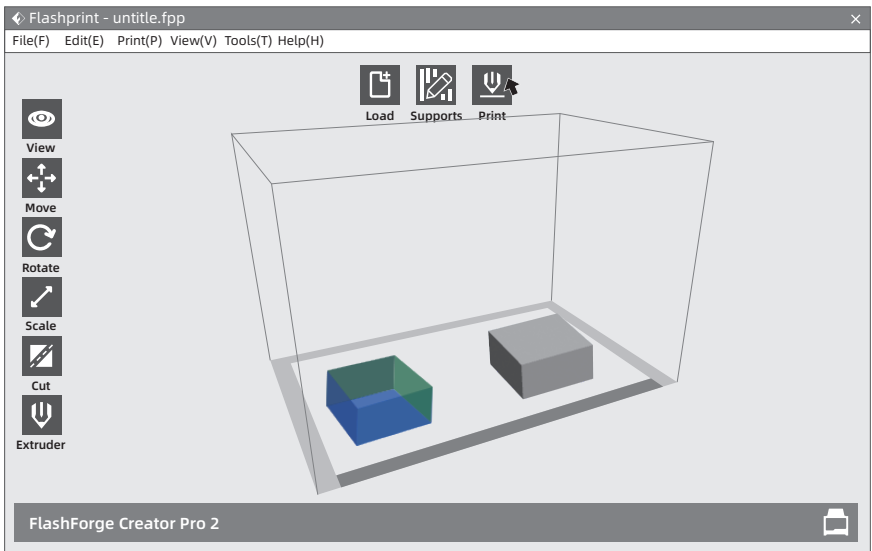 Flashprint - untitle.fpp
File(F) Edit(E) Print(P) View(V) Tools(T) Help(H)
Load Supports Print
View
Move
Rotate
Scale
Cut
Extruder
FlashForge Creator Pro 2